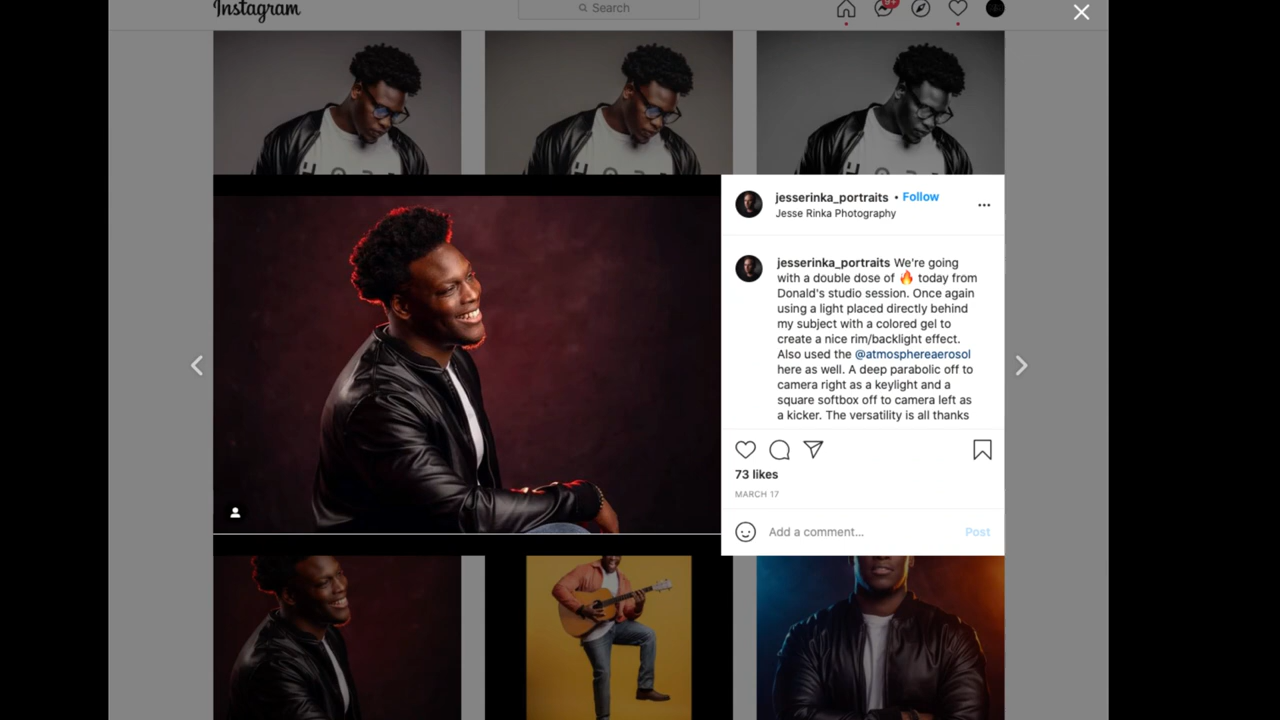 Instagram
Search
9+
jesserinka_portraits • Follow
Jesse Rinka Photography
jesserinka_portraits We're going
with a double dose of 🔥 today from
Donald's studio session. Once again
using a light placed directly behind
my subject with a colored gel to
create a nice rim/backlight effect.
Also used the @atmosphereaerosol
here as well. A deep parabolic off to
camera right as a keylight and a
square softbox off to camera left as
a kicker. The versatility is all thanks
73 likes
MARCH 17
Add a comment...
Post